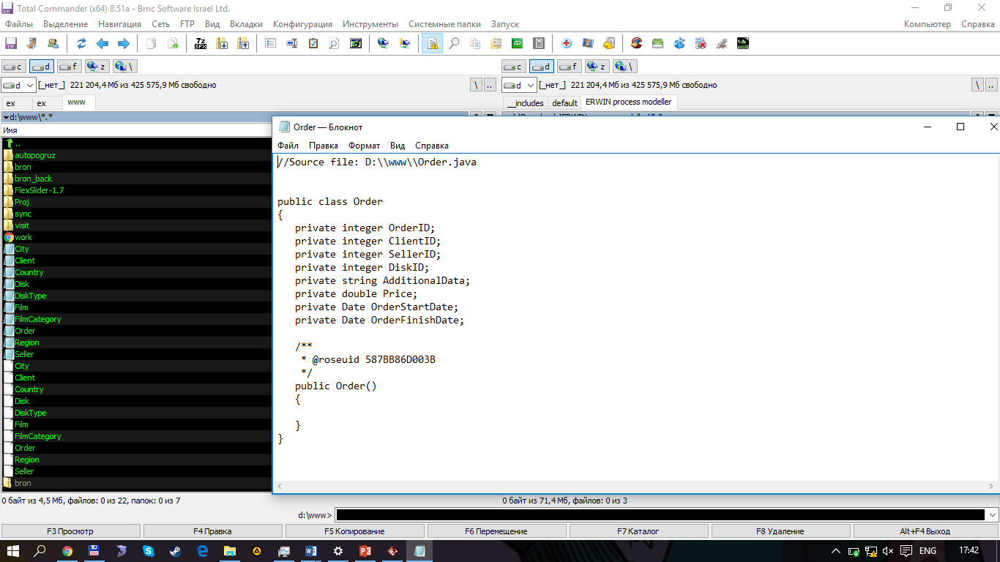 Total Commander (x64) 8.51a - Bmc Software Israel Ltd.
Файлы Выделение Навигация Сеть FTP Вид Вкладки Конфигурация Инструменты Системные папки Запуск Компьютер Справка
c d f z \ c d f z \
d [_нет_] 221 204,4 Мб из 425 575,9 Мб свободно \ .. d [_нет_] 221 204,4 Мб из 425 575,9 Мб свободно \ ..
ex ex www __includes default ERWIN process modeller
d:\www\*.*
Имя
..
autopogruz
bron
bron_back
FlexSlider-1.7
Proj
sync
visit
work
City
Client
Country
Disk
DiskType
Film
FilmCategory
Order
Region
Seller
City
Client
Country
Disk
DiskType
Film
FilmCategory
Order
Region
Seller
bron
Order — Блокнот
Файл Правка Формат Вид Справка
//Source file: D:\\www\\Order.java
public class Order
{
private integer OrderID;
private integer ClientID;
private integer SellerID;
private integer DiskID;
private string AdditionalData;
private double Price;
private Date OrderStartDate;
private Date OrderFinishDate;
/**
* @roseuid 587BB86D003B
*/
public Order()
{
}
}
0 байт из 4,5 Мб, файлов: 0 из 22, папок: 0 из 7 0 байт из 71,4 Мб, файлов: 0 из 3
d:\www>
F3 Просмотр F4 Правка F5 Копирование F6 Перемещение F7 Каталог F8 Удаление Alt+F4 Выход
ENG 17:42